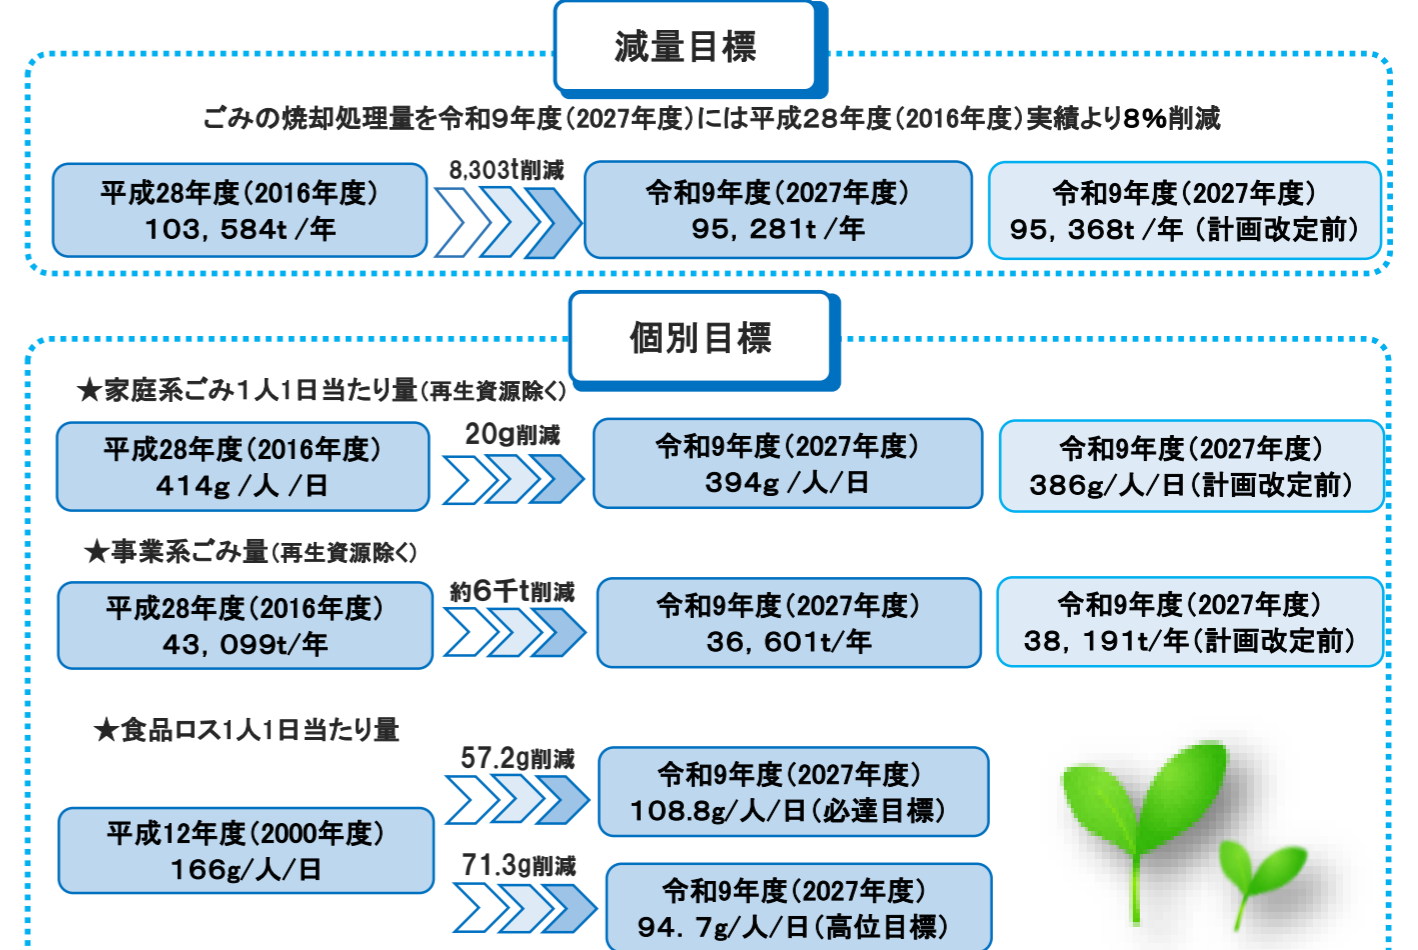 減量目標
ごみの焼却処理量を令和9年度(2027年度)には平成28年度(2016年度)実績より8%削減
平成28年度(2016年度)
103,584t/年
8,303t削減
令和9年度(2027年度)
95,281t/年
令和9年度(2027年度)
95,368t/年(計画改定前)
個別目標
★家庭系ごみ1人1日当たり量(再生資源除く)
平成28年度(2016年度)
414g/人/日
20g削減
令和9年度(2027年度)
394g/人/日
令和9年度(2027年度)
386g/人/日(計画改定前)
★事業系ごみ量(再生資源除く)
平成28年度(2016年度)
43,099t/年
約6千t削減
令和9年度(2027年度)
36,601t/年
令和9年度(2027年度)
38,191t/年(計画改定前)
★食品ロス1人1日当たり量
平成12年度(2000年度)
166g/人/日
57.2g削減
令和9年度(2027年度)
108.8g/人/日(必達目標)
71.3g削減
令和9年度(2027年度)
94.7g/人/日(高位目標)